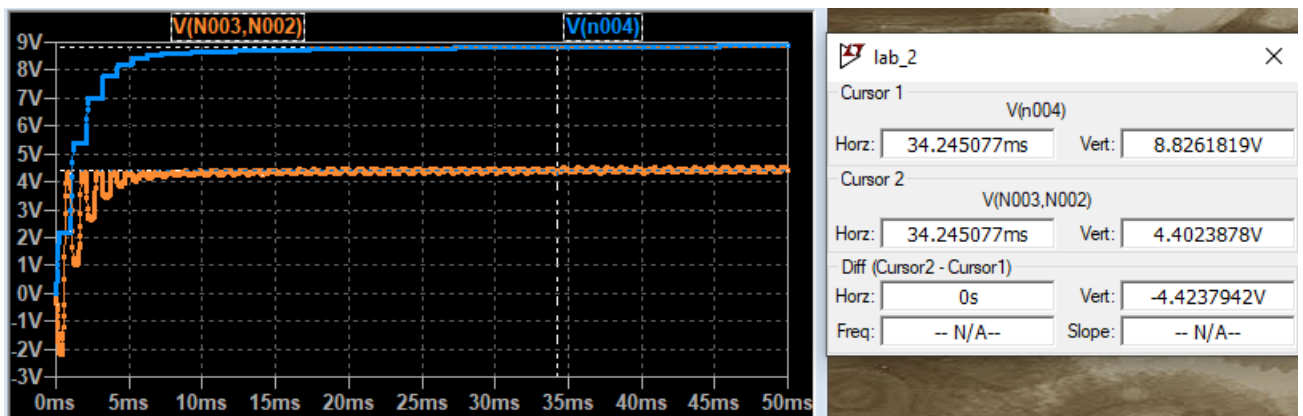 V(N003,N002) V(n004)
9V
8V
7V
6V
5V
4V
3V
2V
1V
0V
-1V
-2V
-3V
0ms 5ms 10ms 15ms 20ms 25ms 30ms 35ms 40ms 45ms 50ms
lab_2
Cursor 1
V(n004)
Horz: 34.245077ms Vert: 8.8261819V
Cursor 2
V(N003,N002)
Horz: 34.245077ms Vert: 4.4023878V
Diff (Cursor2 - Cursor1)
Horz: 0s Vert: -4.4237942V
Freq: -- N/A-- Slope: -- N/A--